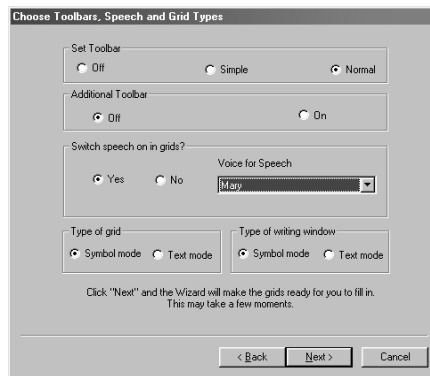 Choose Toolbars, Speech and Grid Types
Set Toolbar
Off Simple Normal
Additional Toolbar
Off On
Switch speech on in grids?
Voice for Speech
Yes No Mary
Type of grid Type of writing window
Symbol mode Text mode Symbol mode Text mode
Click "Next" and the Wizard will make the grids ready for you to fill in.
This may take a few moments.
< Back Next > Cancel